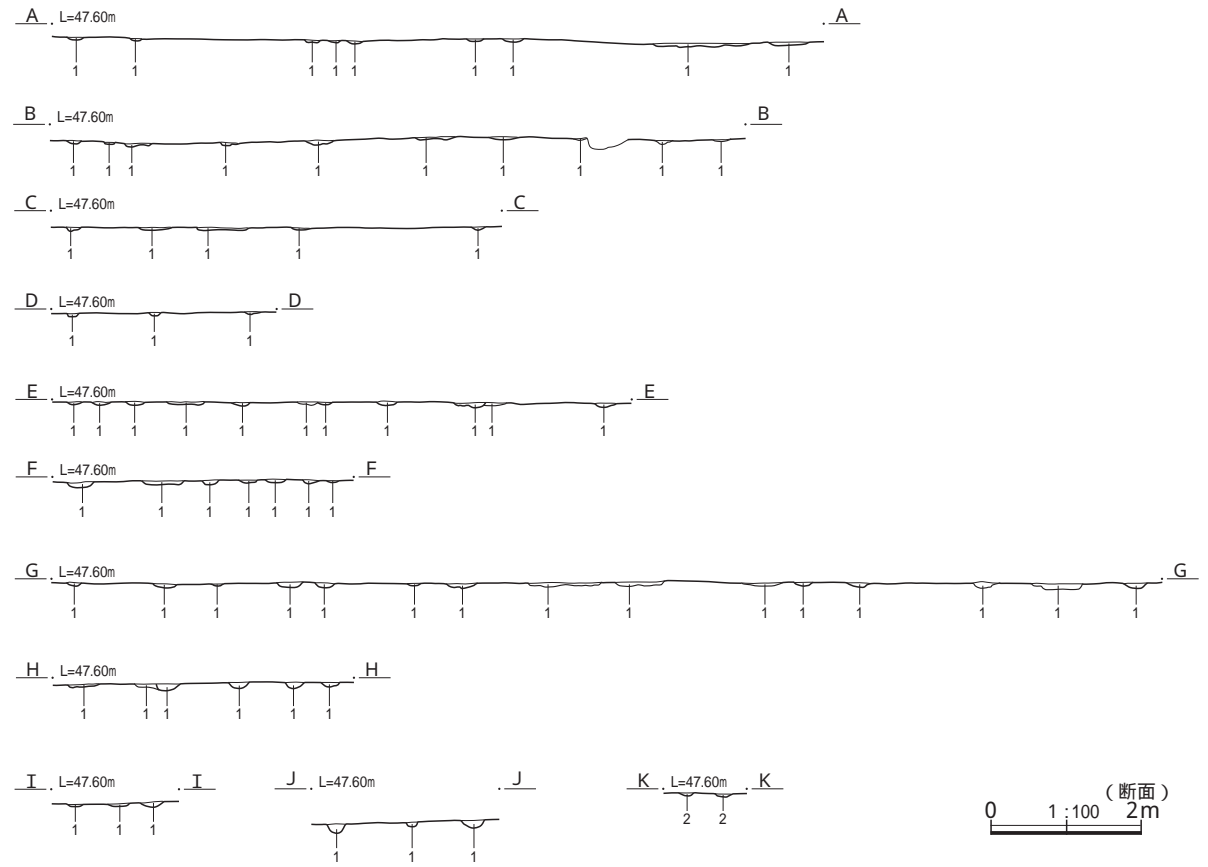 A L=47.60m A
1 1 1 1 1 1 1 1 1
B L=47.60m B
1 1 1 1 1 1 1 1 1 1
C L=47.60m C
1 1 1 1 1
D L=47.60m D
1 1 1
E L=47.60m E
1 1 1 1 1 1 1 1 1 1 1
F L=47.60m F
1 1 1 1 1 1 1
G L=47.60m G
1 1 1 1 1 1 1 1 1 1 1 1 1 1 1
H L=47.60m H
1 1 1 1 1 1
I L=47.60m I
1 1 1
J L=47.60m J
1 1 1
K L=47.60m K
2 2
（断面）
0 1:100 2m